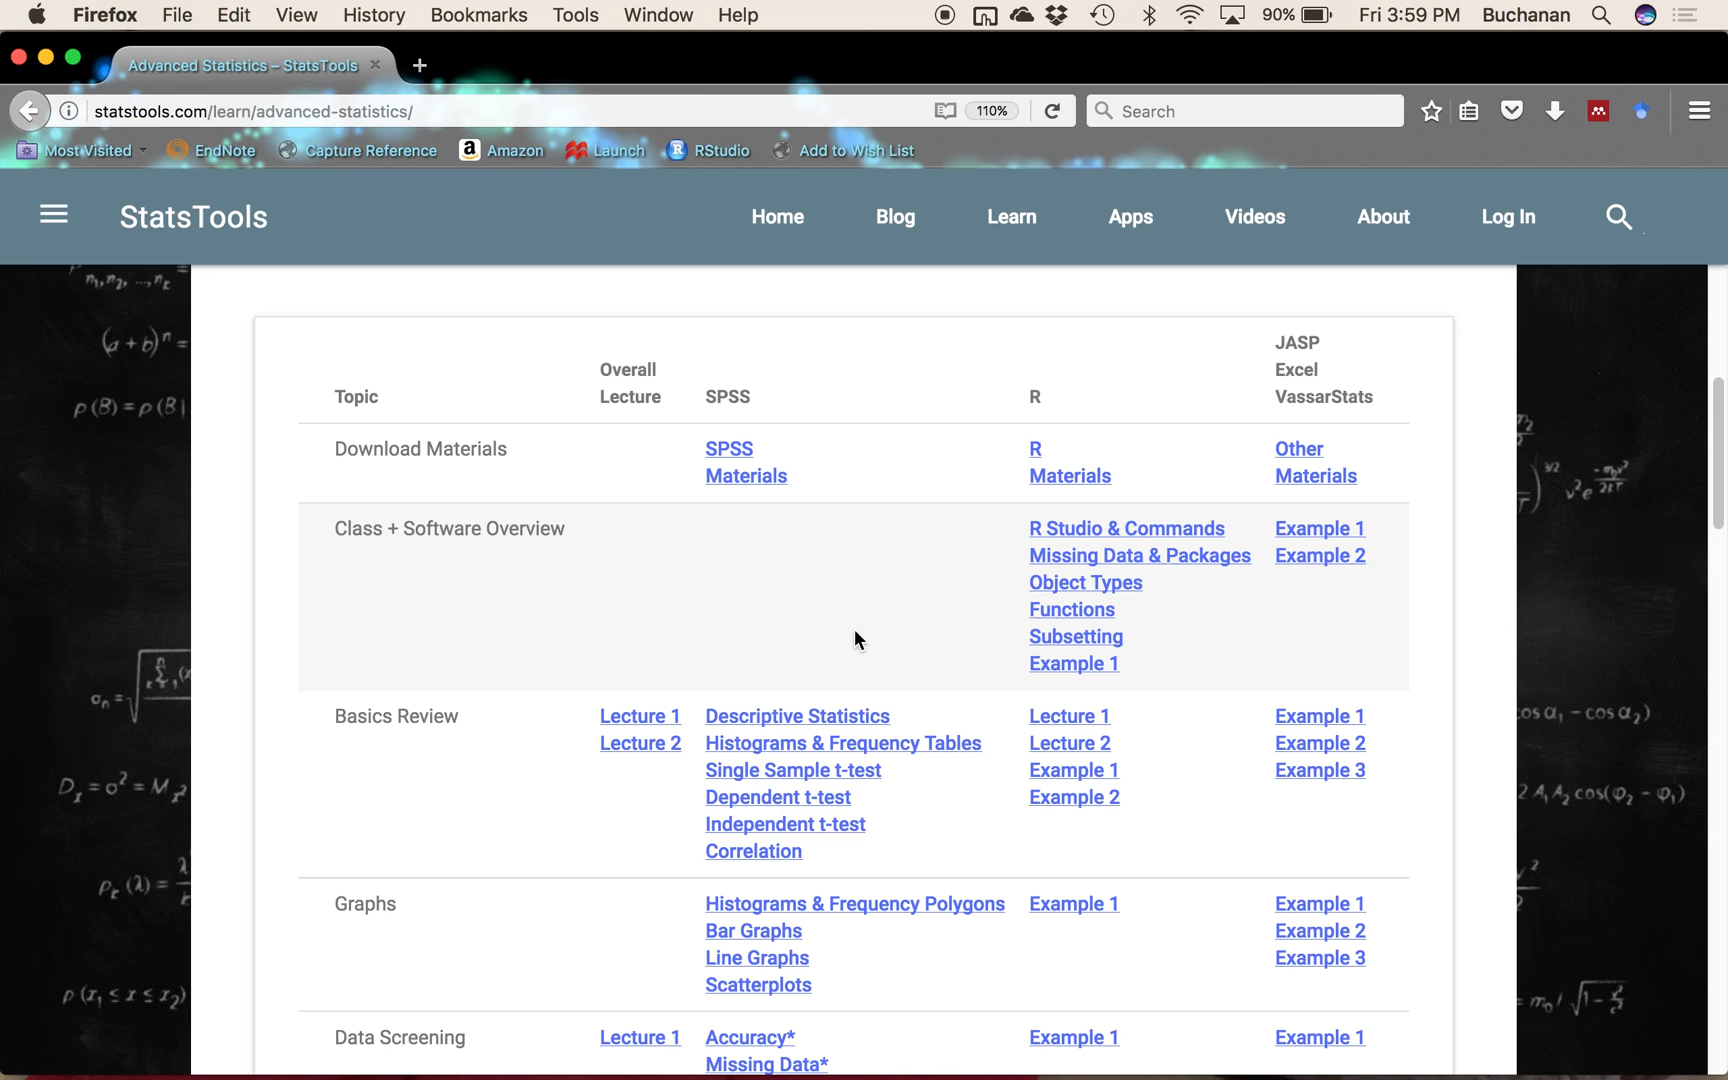 Firefox File Edit View History Bookmarks Tools Window Help 90% Fri 3:59 PM Buchanan
Advanced Statistics – StatsTools
statstools.com/learn/advanced-statistics/ 110% Search
Most Visited EndNote Capture Reference Amazon Launch RStudio Add to Wish List
StatsTools Home Blog Learn Apps Videos About Log In
JASP
Overall Excel
Topic Lecture SPSS R VassarStats
Download Materials SPSS R Other
Materials Materials Materials
Class + Software Overview R Studio & Commands Example 1
Missing Data & Packages Example 2
Object Types
Functions
Subsetting
Example 1
Basics Review Lecture 1 Descriptive Statistics Lecture 1 Example 1
Lecture 2 Histograms & Frequency Tables Lecture 2 Example 2
Single Sample t-test Example 1 Example 3
Dependent t-test Example 2
Independent t-test
Correlation
Graphs Histograms & Frequency Polygons Example 1 Example 1
Bar Graphs Example 2
Line Graphs Example 3
Scatterplots
Data Screening Lecture 1 Accuracy* Example 1 Example 1
Missing Data*